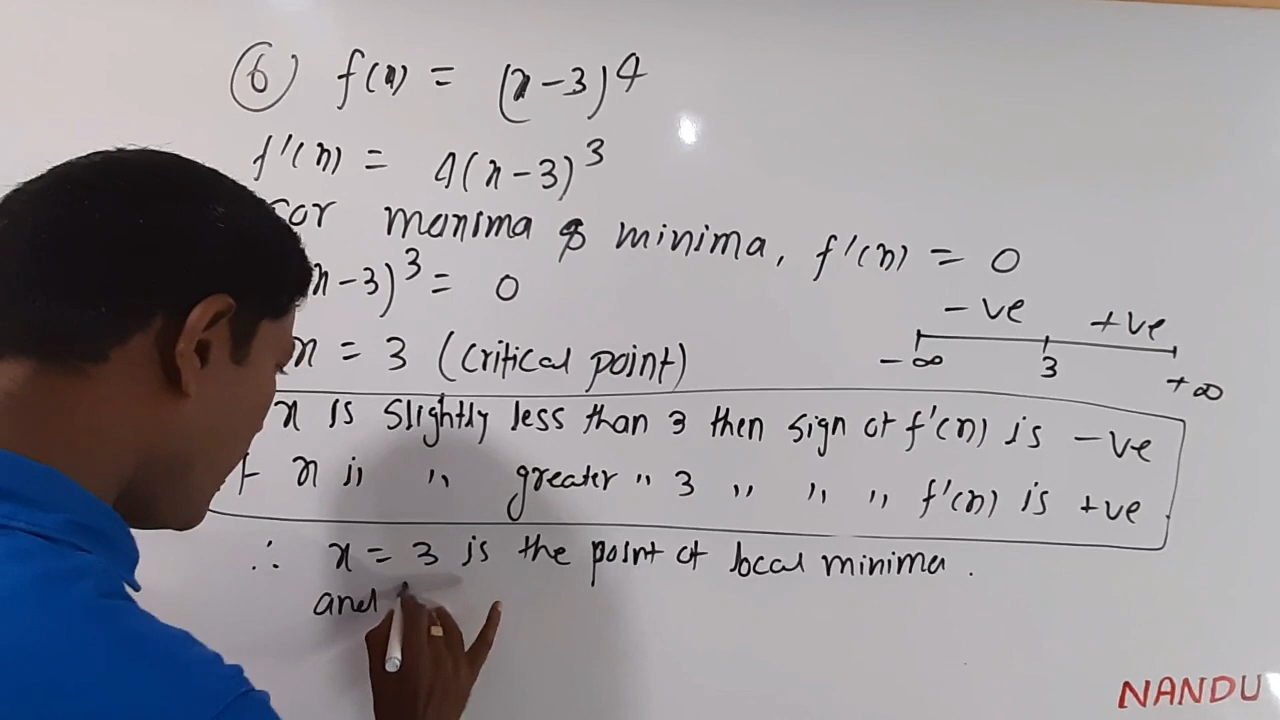 6 f(x) = (x-3)^4
f'(x) = 4(x-3)^3
for maxima & minima, f'(x) = 0
x-3)^3 = 0
x = 3 (critical point)
-ve +ve
-∞ 3 +∞
x is slightly less than 3 then sign of f'(x) is -ve
f x is ,, greater ,, 3 ,, ,, ,, f'(x) is +ve
∴ x = 3 is the point of local minima.
and
NANDU